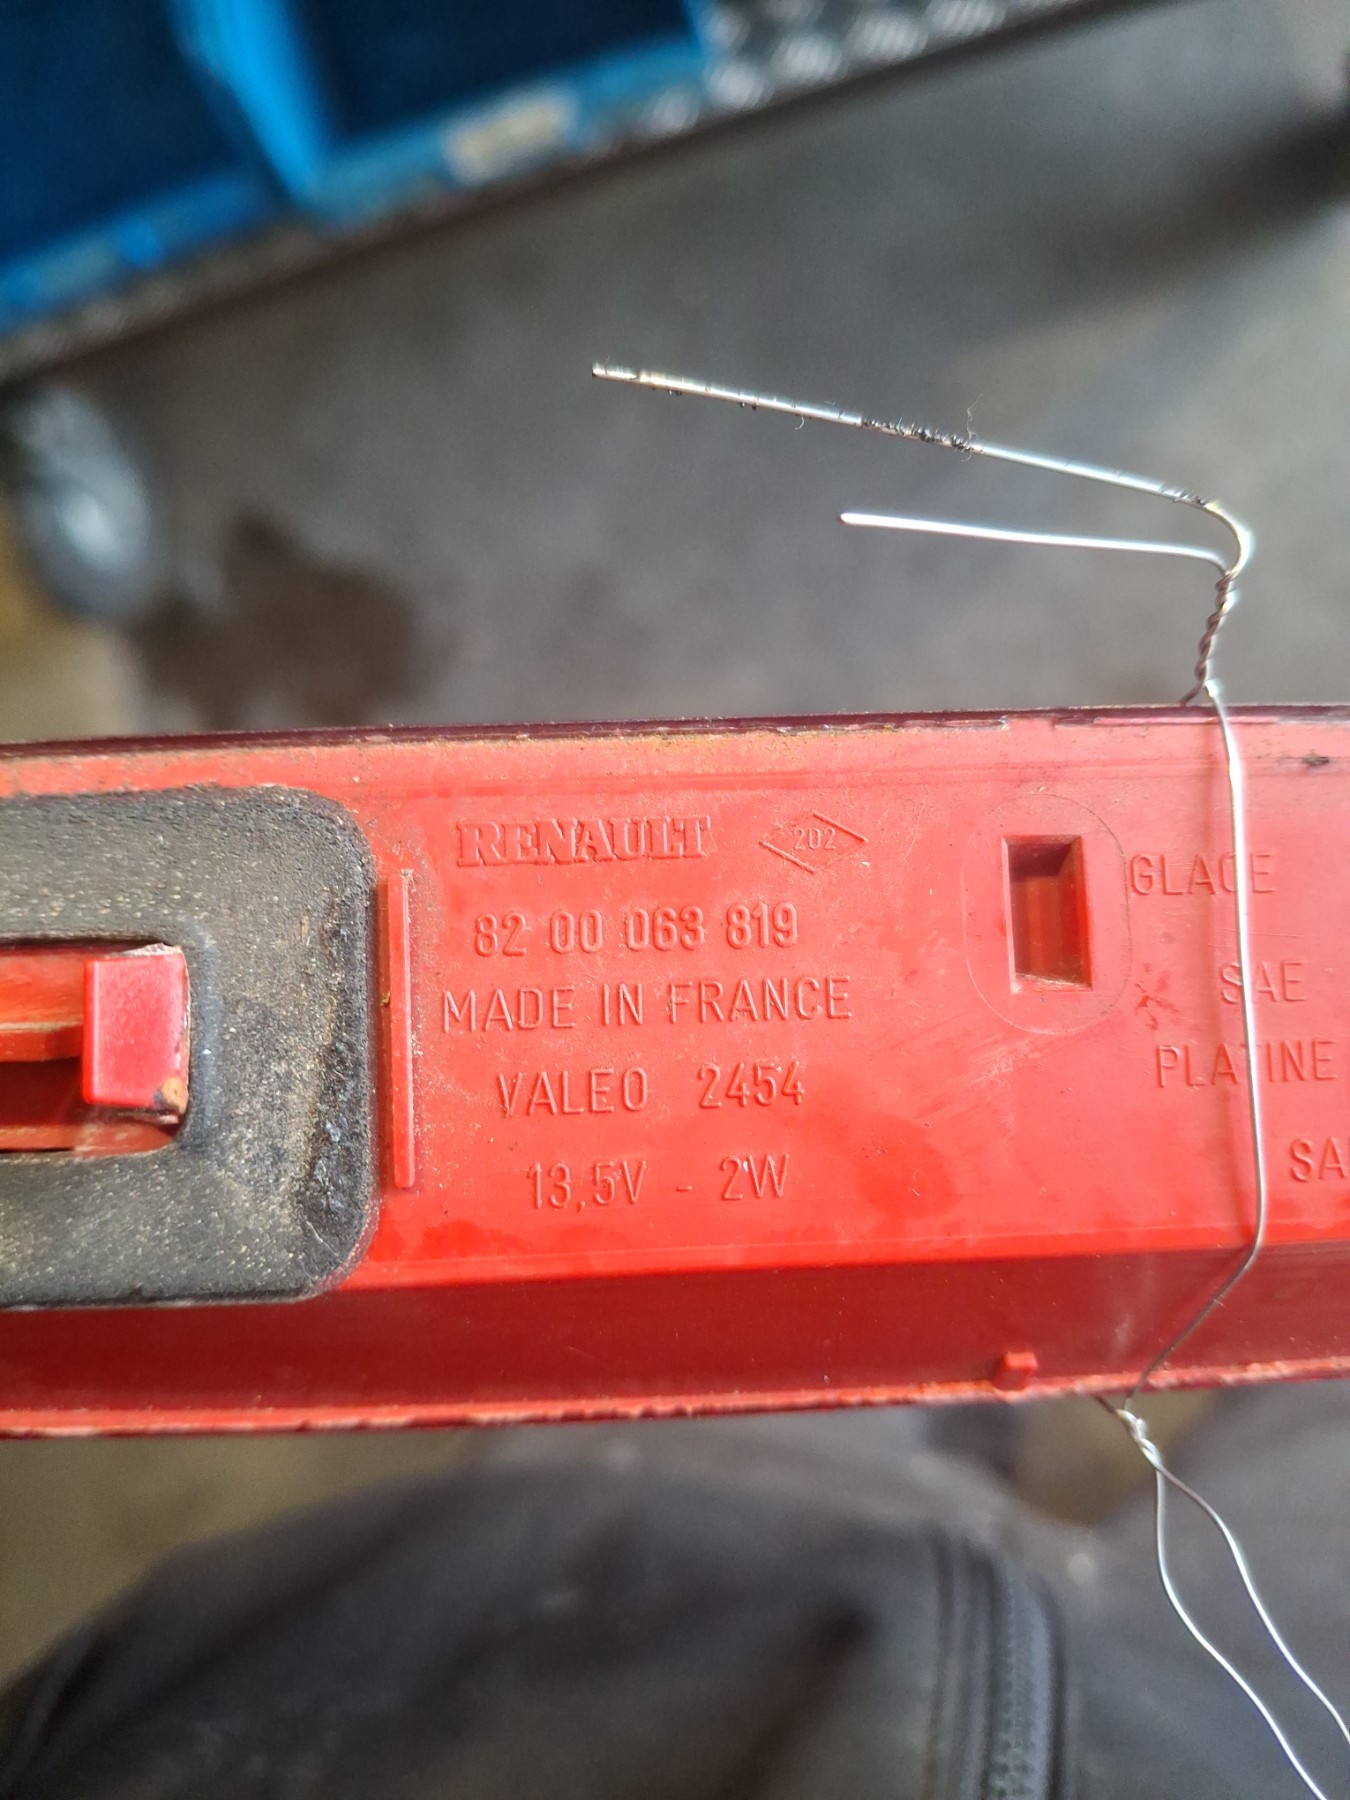 RENAULT 202
82 00 063 819
MADE IN FRANCE
VALEO 2454
13,5V - 2W
GLACE
SAE
PLATINE